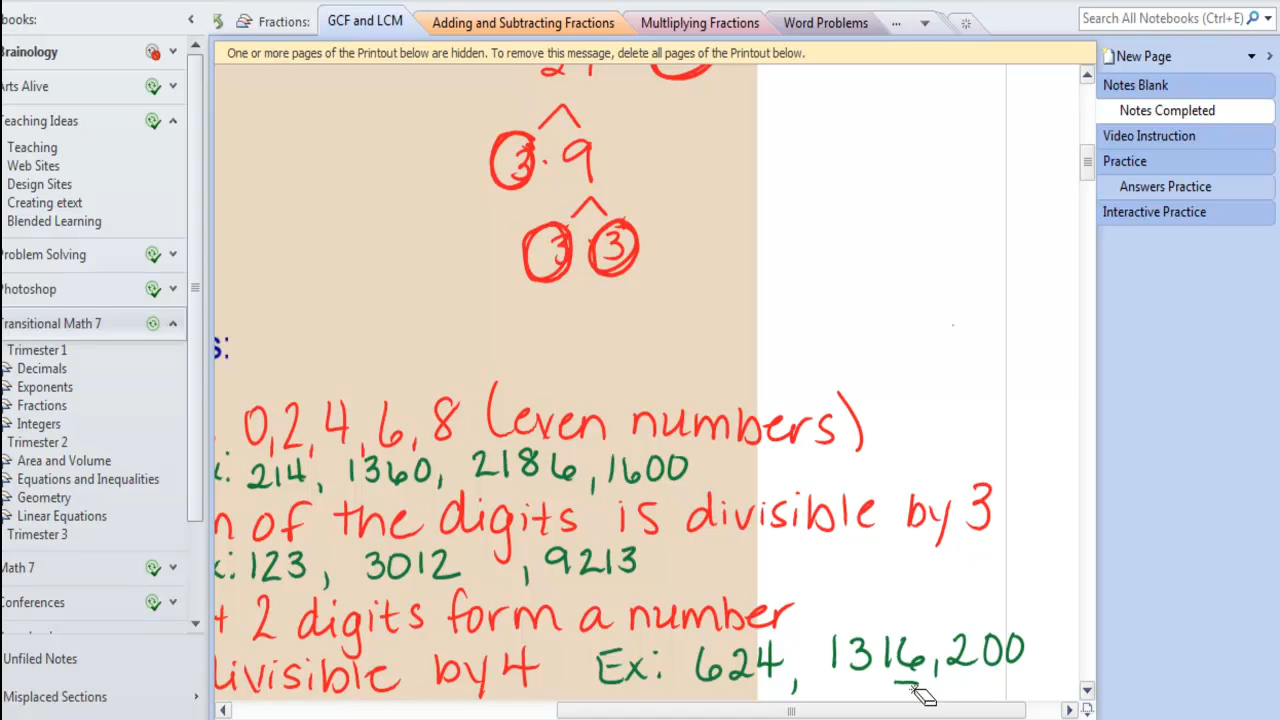 books:
Fractions:
GCF and LCM
Adding and Subtracting Fractions
Mutliplying Fractions
Word Problems
...
Search All Notebooks (Ctrl+E)
One or more pages of the Printout below are hidden. To remove this message, delete all pages of the Printout below.
Brainology
Arts Alive
Teaching Ideas
Teaching
Web Sites
Design Sites
Creating etext
Blended Learning
Problem Solving
Photoshop
Transitional Math 7
Trimester 1
Decimals
Exponents
Fractions
Integers
Trimester 2
Area and Volume
Equations and Inequalities
Geometry
Linear Equations
Trimester 3
Math 7
Conferences
Unfiled Notes
Misplaced Sections
3 · 9
3 3
s:
0, 2, 4, 6, 8 (even numbers)
: 214, 1360, 2186, 1600
n of the digits is divisible by 3
: 123, 3012 , 9213
t 2 digits form a number
divisible by 4 Ex: 624, 1316, 200
New Page
Notes Blank
Notes Completed
Video Instruction
Practice
Answers Practice
Interactive Practice